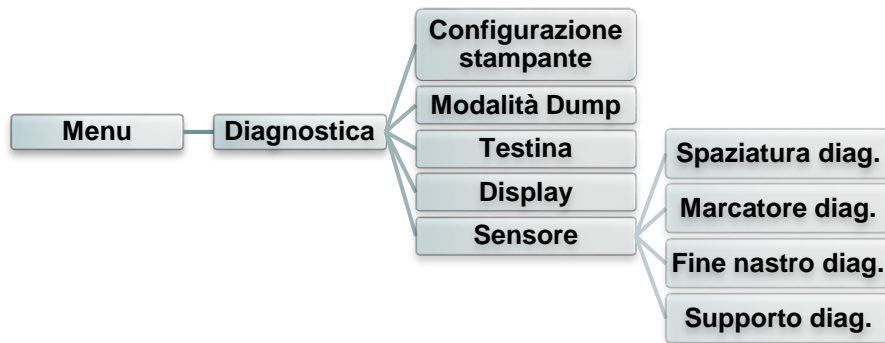 Menu
Diagnostica
Configurazione
stampante
Modalità Dump
Testina
Display
Sensore
Spaziatura diag.
Marcatore diag.
Fine nastro diag.
Supporto diag.